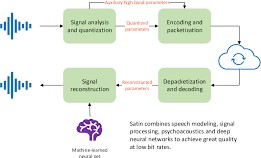 Auxiliary high band parameters
Signal analysis
and quantization
Quantized
parameters
Encoding and
packetization
Signal
reconstruction
Reconstructed
parameters
Depacketization
and decoding
Machine-learned
neural net
Satin combines speech modeling, signal
processing, psychoacoustics and deep
neural networks to achieve great quality
at low bit rates.